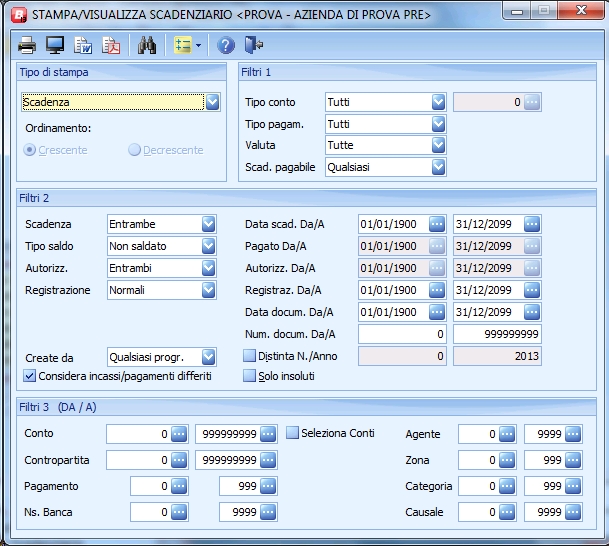 STAMPA/VISUALIZZA SCADENZIARIO <PROVA - AZIENDA DI PROVA PRE>
Tipo di stampa
Scadenza
Ordinamento:
Crescente Decrescente
Filtri 1
Tipo conto Tutti 0
Tipo pagam. Tutti
Valuta Tutte
Scad. pagabile Qualsiasi
Filtri 2
Scadenza Entrambe Data scad. Da/A 01/01/1900 31/12/2099
Tipo saldo Non saldato Pagato Da/A 01/01/1900 31/12/2099
Autorizz. Entrambi Autorizz. Da/A 01/01/1900 31/12/2099
Registrazione Normali Registraz. Da/A 01/01/1900 31/12/2099
Data docum. Da/A 01/01/1900 31/12/2099
Num. docum. Da/A 0 999999999
Create da Qualsiasi progr. Distinta N./Anno 0 2013
Considera incassi/pagamenti differiti Solo insoluti
Filtri 3 (DA / A)
Conto 0 999999999 Seleziona Conti Agente 0 9999
Contropartita 0 999999999 Zona 0 999
Pagamento 0 999 Categoria 0 999
Ns. Banca 0 9999 Causale 0 9999